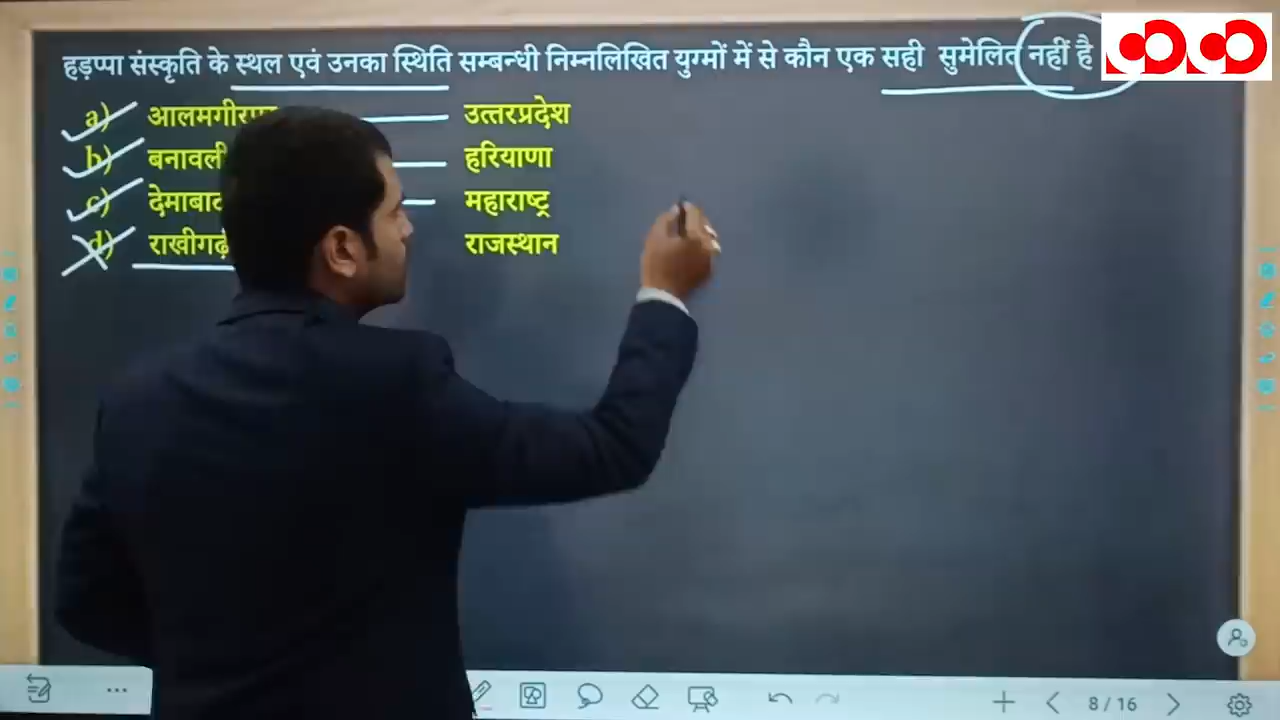 हड़प्पा संस्कृति के स्थल एवं उनका स्थिति सम्बन्धी निम्नलिखित युग्मों में से कौन एक सही सुमेलित नहीं है
a) उत्तरप्रदेश
b) बनावली हरियाणा
c) महाराष्ट्र
d) राजस्थान
8 / 16